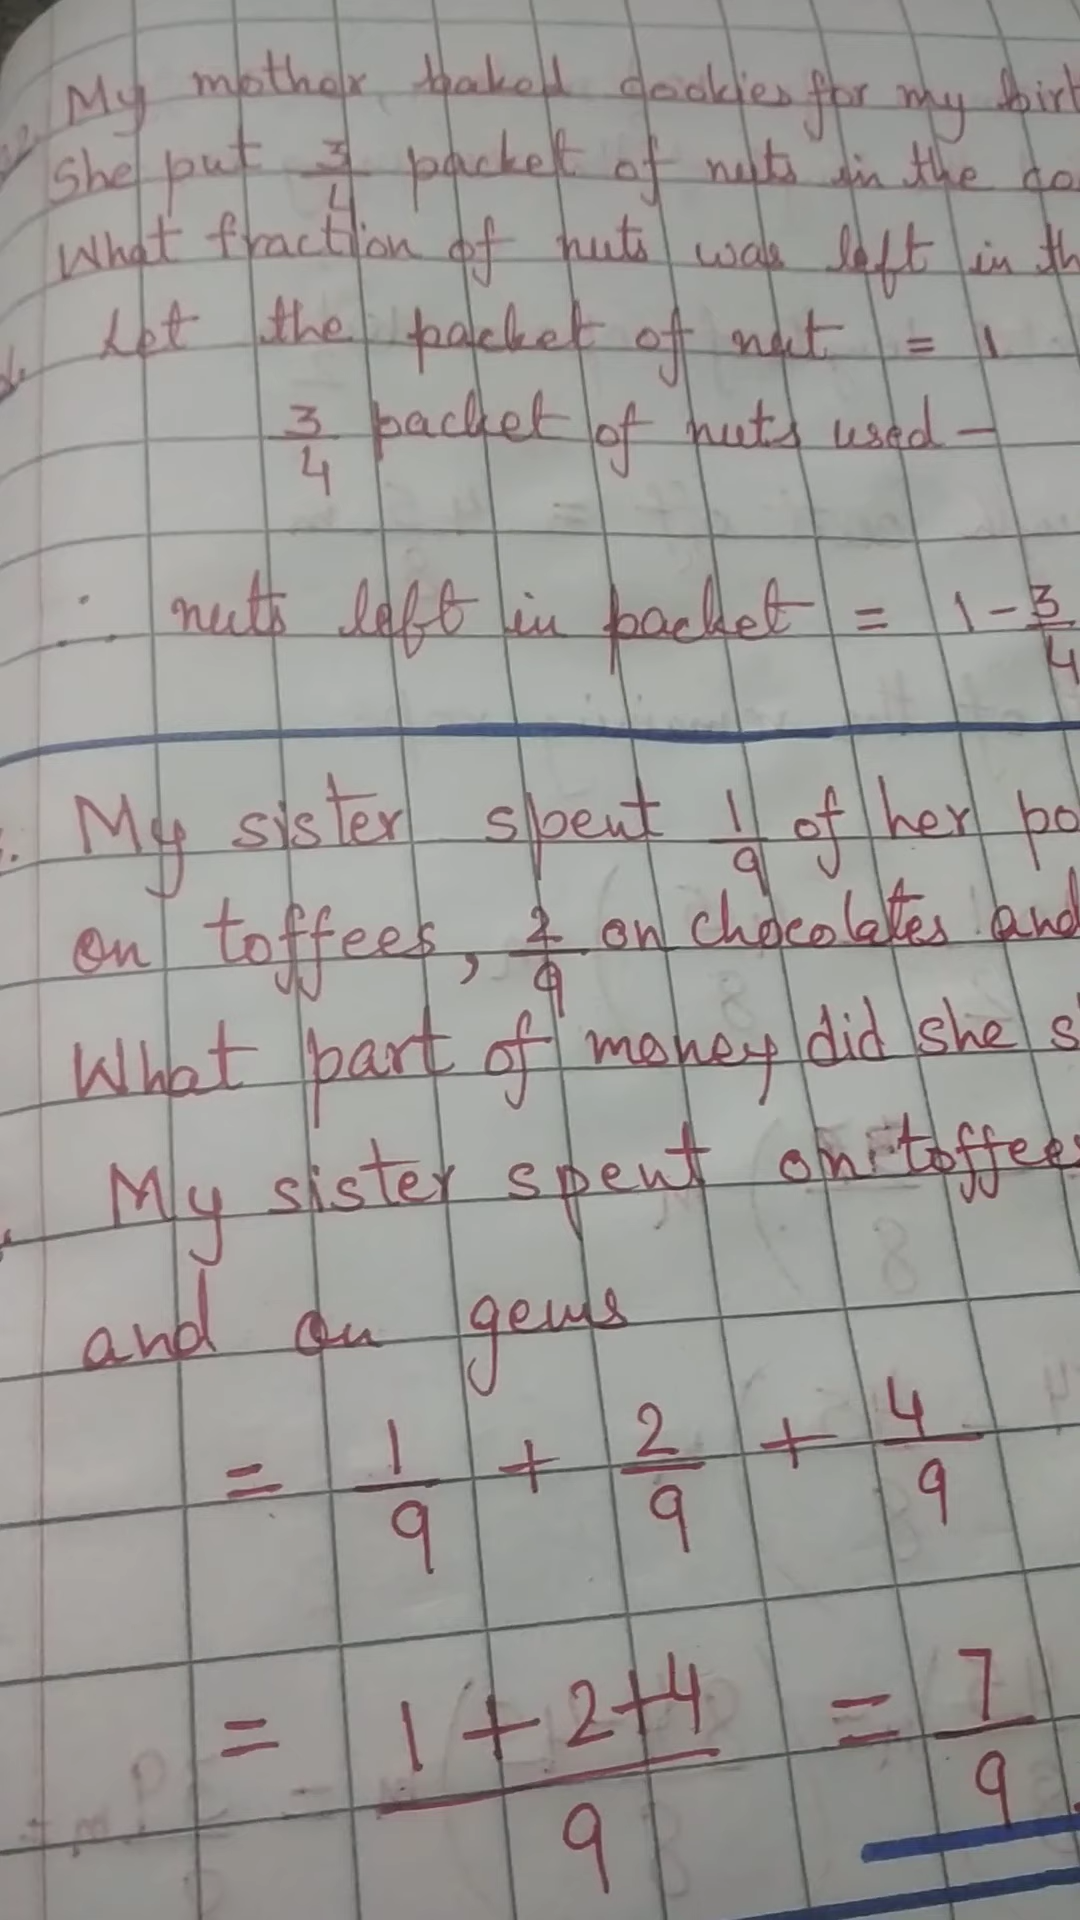 My mother baked cookies for my birt
She put 3/4 packet of nuts in the co
What fraction of nuts was left in th
Let the packet of nut = 1
3/4 packet of nuts used -
nuts left in packet = 1 - 3/4
My sister spent 1/9 of her po
on toffees, 2/9 on chocolates and
What part of money did she s
My sister spent on toffees
and on gems
= 1/9 + 2/9 + 4/9
= 1+2+4/9 = 7/9